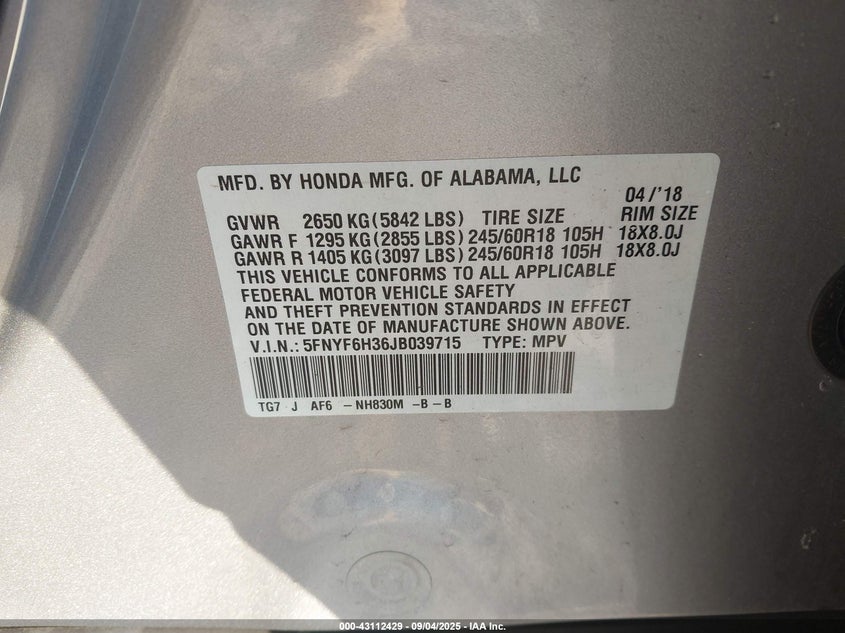 MFD. BY HONDA MFG. OF ALABAMA, LLC
04/'18
GVWR 2650 KG (5842 LBS) TIRE SIZE RIM SIZE
GAWR F 1295 KG (2855 LBS) 245/60R18 105H 18X8.0J
GAWR R 1405 KG (3097 LBS) 245/60R18 105H 18X8.0J
THIS VEHICLE CONFORMS TO ALL APPLICABLE
FEDERAL MOTOR VEHICLE SAFETY
AND THEFT PREVENTION STANDARDS IN EFFECT
ON THE DATE OF MANUFACTURE SHOWN ABOVE.
V.I.N.: 5FNYF6H36JB039715 TYPE: MPV
TG7 J AF6 - NH830M - B - B
000-43112429 - 09/04/2025 - IAA Inc.